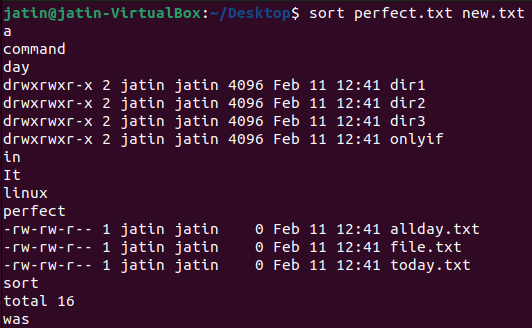 jatin@jatin-VirtualBox:~/Desktop$ sort perfect.txt new.txt
a
command
day
drwxrwxr-x 2 jatin jatin 4096 Feb 11 12:41 dir1
drwxrwxr-x 2 jatin jatin 4096 Feb 11 12:41 dir2
drwxrwxr-x 2 jatin jatin 4096 Feb 11 12:41 dir3
drwxrwxr-x 2 jatin jatin 4096 Feb 11 12:41 onlyif
in
It
linux
perfect
-rw-rw-r-- 1 jatin jatin    0 Feb 11 12:41 allday.txt
-rw-rw-r-- 1 jatin jatin    0 Feb 11 12:41 file.txt
-rw-rw-r-- 1 jatin jatin    0 Feb 11 12:41 today.txt
sort
total 16
was